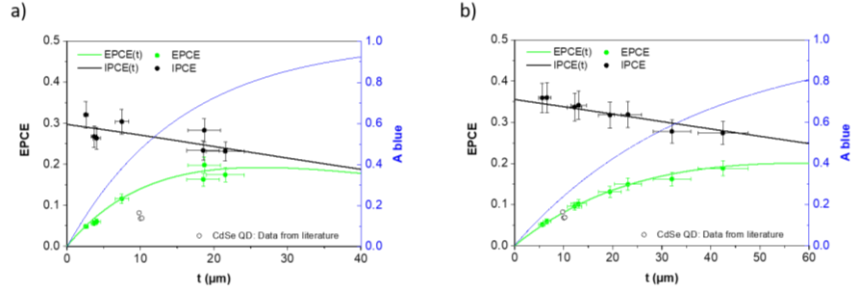 a)
b)
0.5
0.4
0.3
0.2
0.1
0.0
EPCE
EPCE(t) EPCE
IPCE(t) IPCE
CdSe QD: Data from literature
1.0
0.8
0.6
0.4
0.2
0.0
A blue
0 10 20 30 40
t (µm)
0.5
0.4
0.3
0.2
0.1
0.0
EPCE
EPCE(t) EPCE
IPCE(t) IPCE
CdSe QD: Data from literature
1.0
0.8
0.6
0.4
0.2
0.0
A blue
0 10 20 30 40 50 60
t (µm)